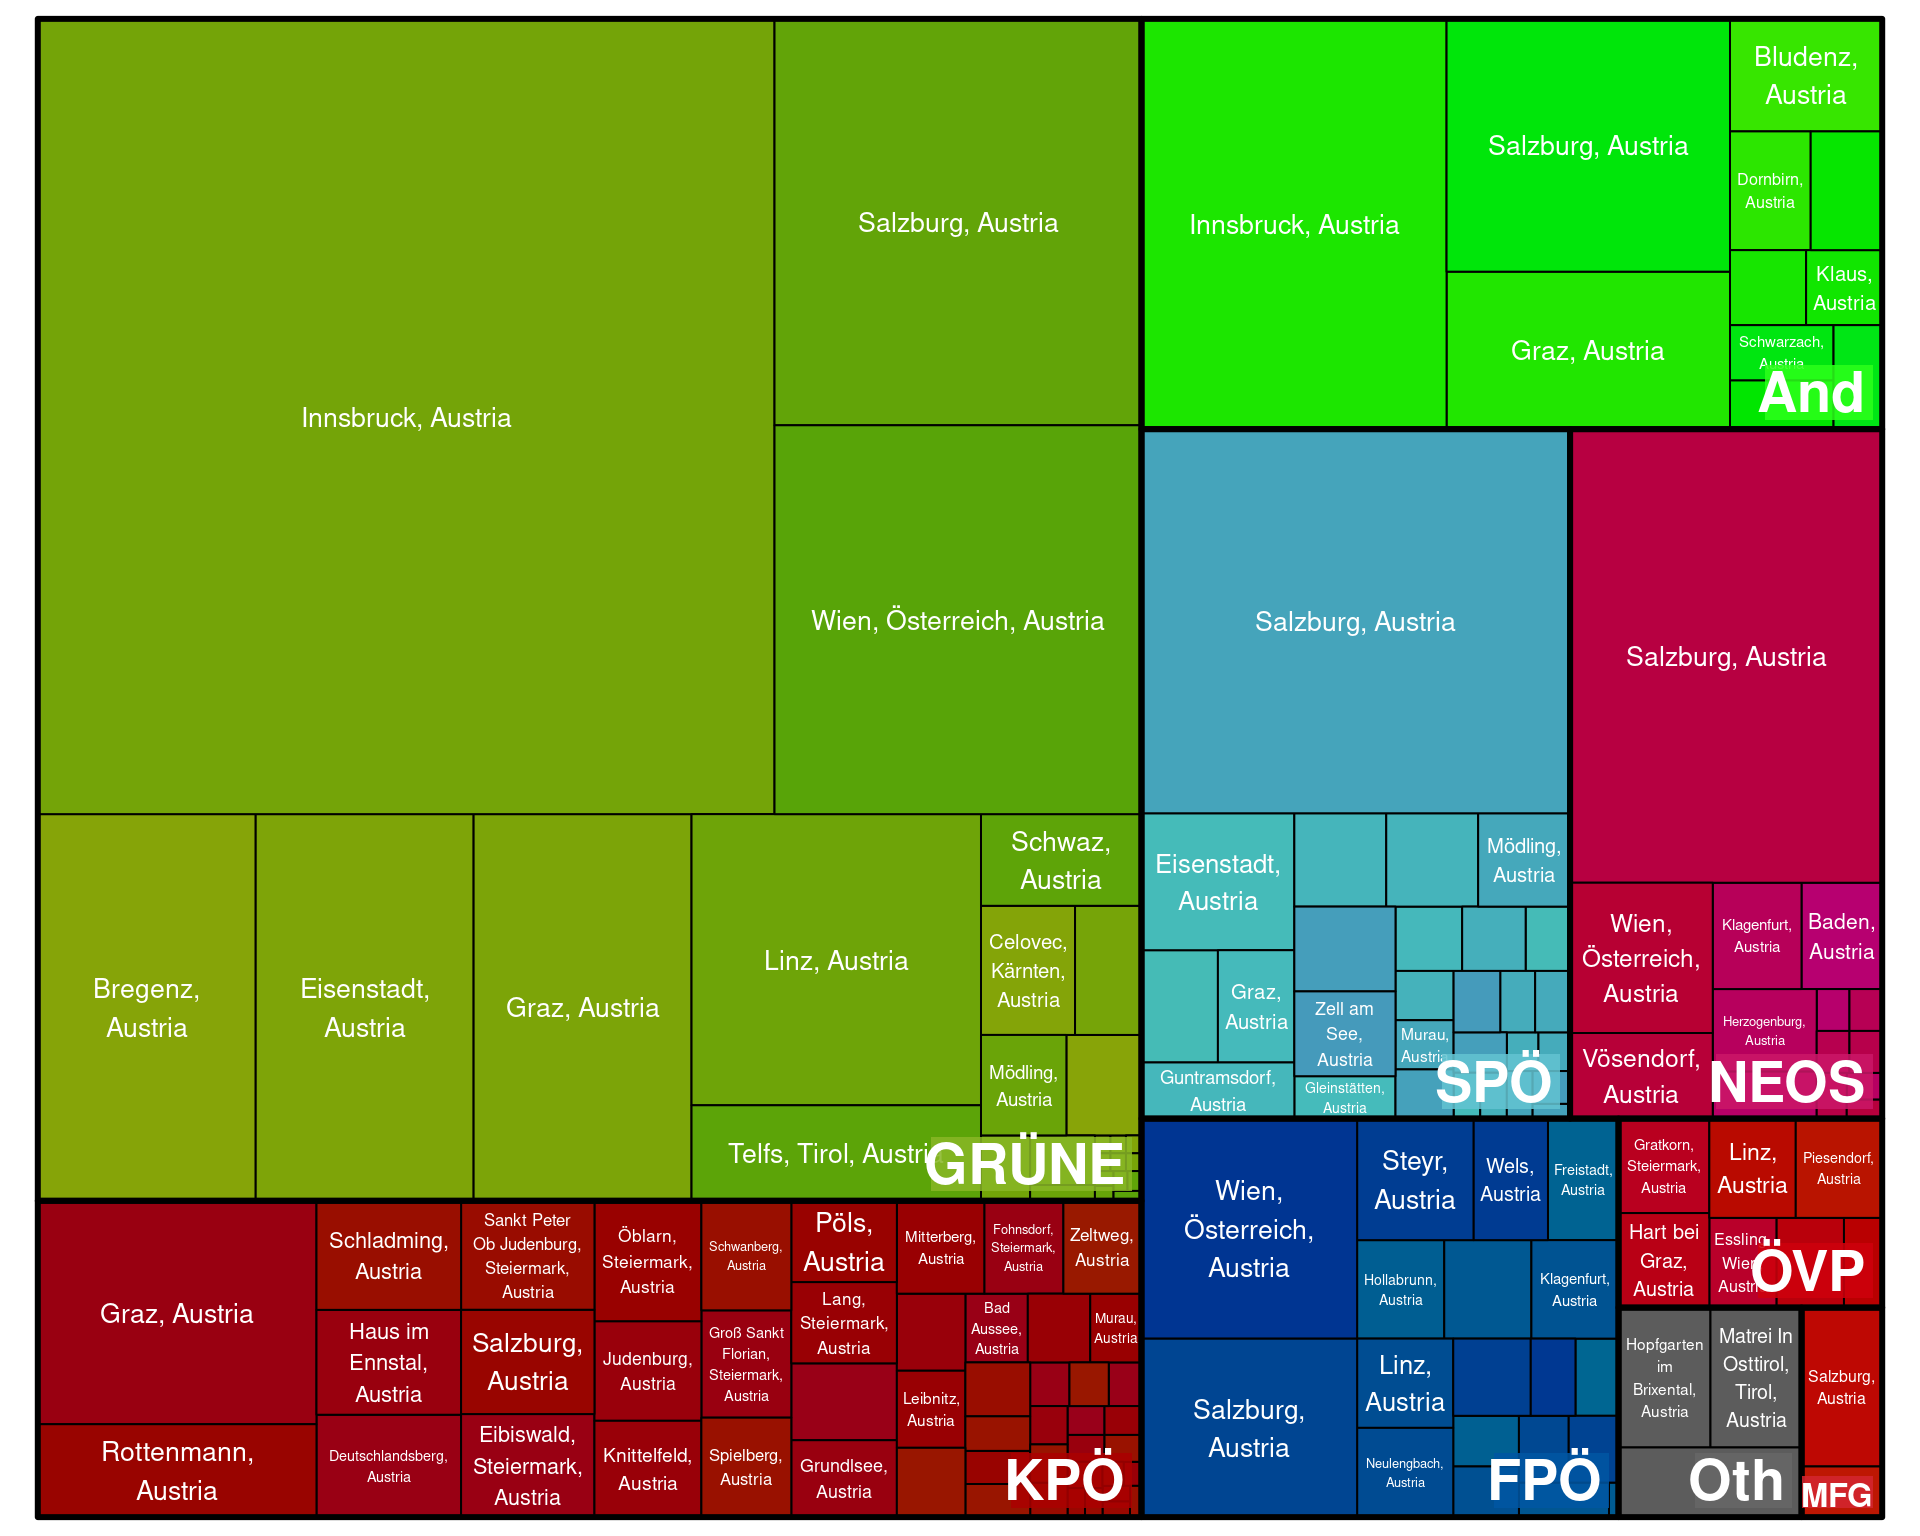 Innsbruck, Austria
Salzburg, Austria
Wien, Österreich, Austria
Bregenz,
Austria
Eisenstadt,
Austria
Graz, Austria
Linz, Austria
Telfs, Tirol, Austria
Schwaz,
Austria
Celovec,
Kärnten,
Austria
Mödling,
Austria
GRÜNE
Innsbruck, Austria
Salzburg, Austria
Graz, Austria
Bludenz,
Austria
Dornbirn,
Austria
Klaus,
Austria
Schwarzach,
Austria
And
Salzburg, Austria
Eisenstadt,
Austria
Graz,
Austria
Guntramsdorf,
Austria
Mödling,
Austria
Zell am
See,
Austria
Gleinstätten,
Austria
Murau,
Austria
SPÖ
Salzburg, Austria
Wien,
Österreich,
Austria
Vösendorf,
Austria
Klagenfurt,
Austria
Baden,
Austria
Herzogenburg,
Austria
NEOS
Graz, Austria
Rottenmann,
Austria
Schladming,
Austria
Haus im
Ennstal,
Austria
Deutschlandsberg,
Austria
Sankt Peter
Ob Judenburg,
Steiermark,
Austria
Salzburg,
Austria
Eibiswald,
Steiermark,
Austria
Öblarn,
Steiermark,
Austria
Judenburg,
Austria
Knittelfeld,
Austria
Schwanberg,
Austria
Groß Sankt
Florian,
Steiermark,
Austria
Spielberg,
Austria
Pöls,
Austria
Lang,
Steiermark,
Austria
Grundlsee,
Austria
Mitterberg,
Austria
Leibnitz,
Austria
Fohnsdorf,
Steiermark,
Austria
Zeltweg,
Austria
Bad
Aussee,
Austria
Murau,
Austria
KPÖ
Wien,
Österreich,
Austria
Salzburg,
Austria
Steyr,
Austria
Wels,
Austria
Freistadt,
Austria
Hollabrunn,
Austria
Klagenfurt,
Austria
Linz,
Austria
Neulengbach,
Austria
FPÖ
Gratkorn,
Steiermark,
Austria
Hart bei
Graz,
Austria
Linz,
Austria
Piesendorf,
Austria
Essling,
Wien,
Austria
ÖVP
Hopfgarten
im
Brixental,
Austria
Matrei In
Osttirol,
Tirol,
Austria
Oth
Salzburg,
Austria
MFG